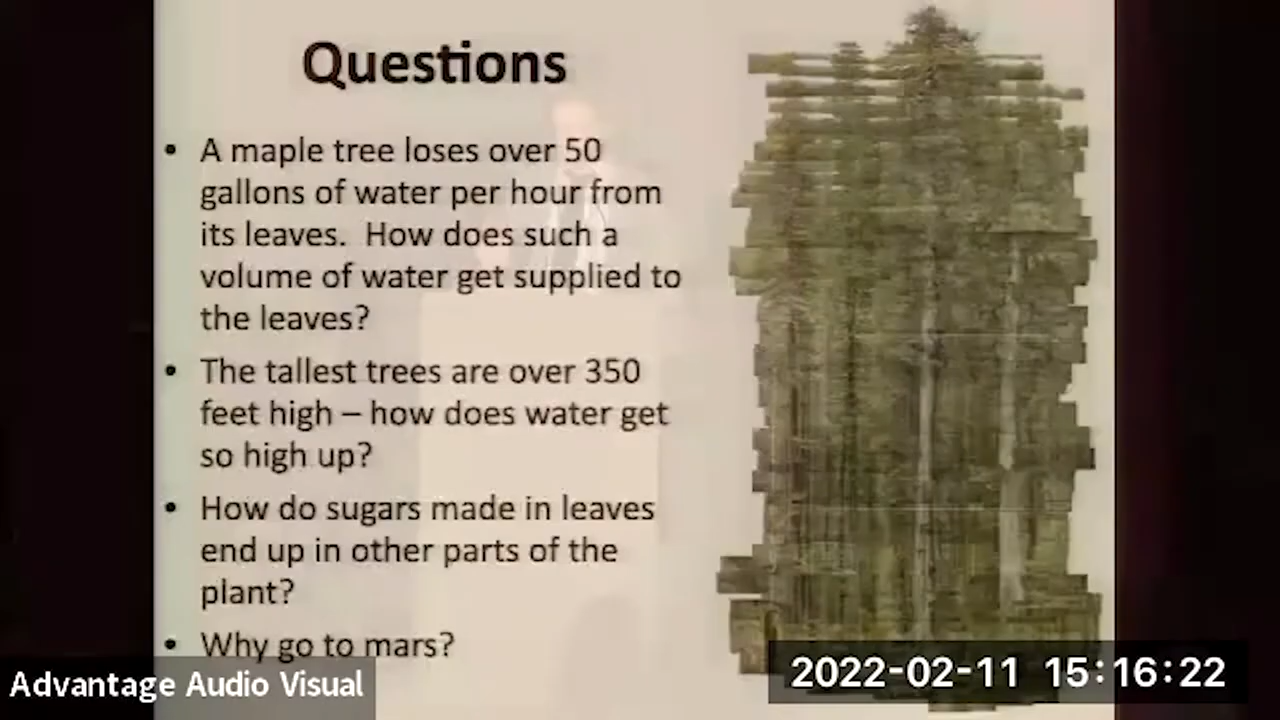 Questions
• A maple tree loses over 50
gallons of water per hour from
its leaves.  How does such a
volume of water get supplied to
the leaves?
• The tallest trees are over 350
feet high – how does water get
so high up?
• How do sugars made in leaves
end up in other parts of the
plant?
• Why go to mars?
Advantage Audio Visual
2022-02-11 15:16:22